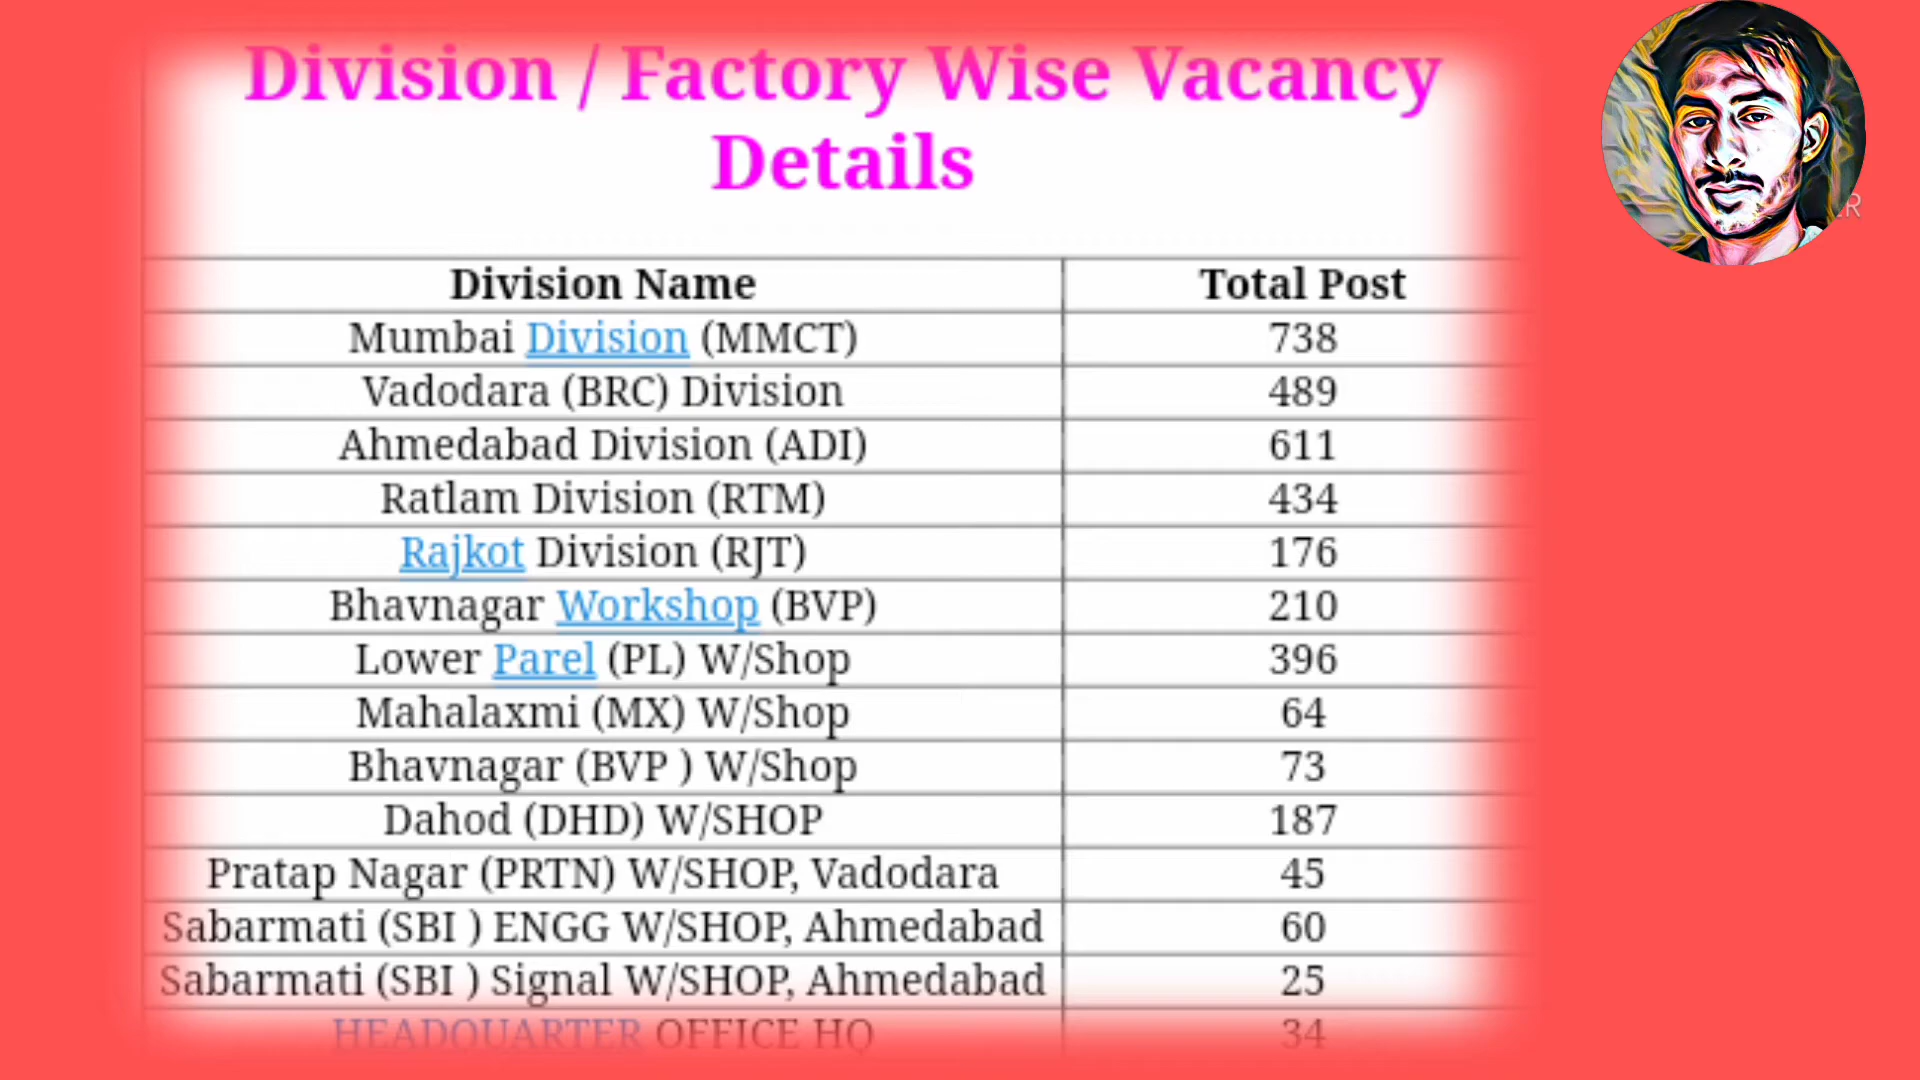 Division / Factory Wise Vacancy
Details
Division Name Total Post
Mumbai Division (MMCT) 738
Vadodara (BRC) Division 489
Ahmedabad Division (ADI) 611
Ratlam Division (RTM) 434
Rajkot Division (RJT) 176
Bhavnagar Workshop (BVP) 210
Lower Parel (PL) W/Shop 396
Mahalaxmi (MX) W/Shop 64
Bhavnagar (BVP ) W/Shop 73
Dahod (DHD) W/SHOP 187
Pratap Nagar (PRTN) W/SHOP, Vadodara 45
Sabarmati (SBI ) ENGG W/SHOP, Ahmedabad 60
Sabarmati (SBI ) Signal W/SHOP, Ahmedabad 25
HEADQUARTER OFFICE HQ 34